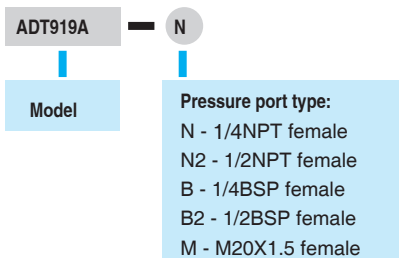 ADT919A N
Model
Pressure port type:
N - 1/4NPT female
N2 - 1/2NPT female
B - 1/4BSP female
B2 - 1/2BSP female
M - M20X1.5 female